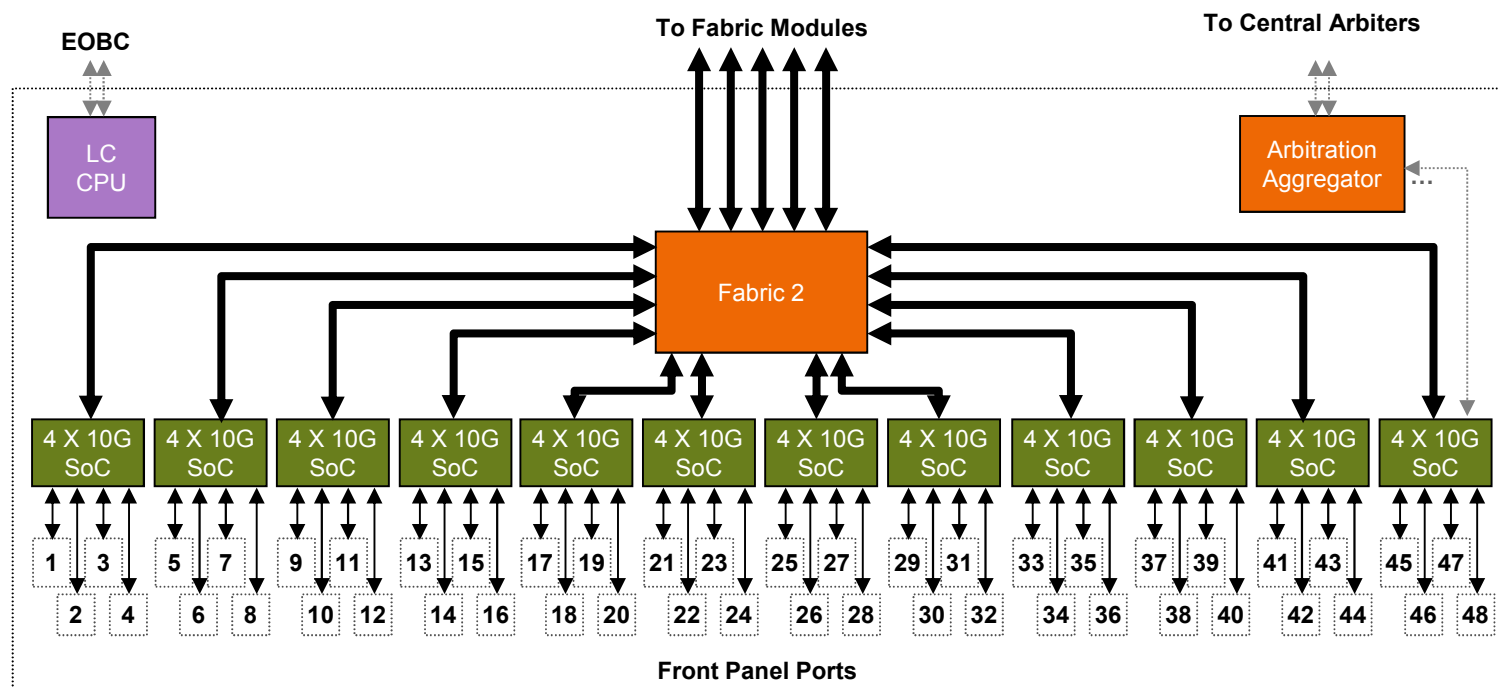 EOBC
To Fabric Modules
To Central Arbiters
LC
CPU
Arbitration
Aggregator
...
Fabric 2
4 X 10G
SoC
4 X 10G
SoC
4 X 10G
SoC
4 X 10G
SoC
4 X 10G
SoC
4 X 10G
SoC
4 X 10G
SoC
4 X 10G
SoC
4 X 10G
SoC
4 X 10G
SoC
4 X 10G
SoC
4 X 10G
SoC
1 3 5 7 9 11 13 15 17 19 21 23 25 27 29 31 33 35 37 39 41 43 45 47
2 4 6 8 10 12 14 16 18 20 22 24 26 28 30 32 34 36 38 40 42 44 46 48
Front Panel Ports